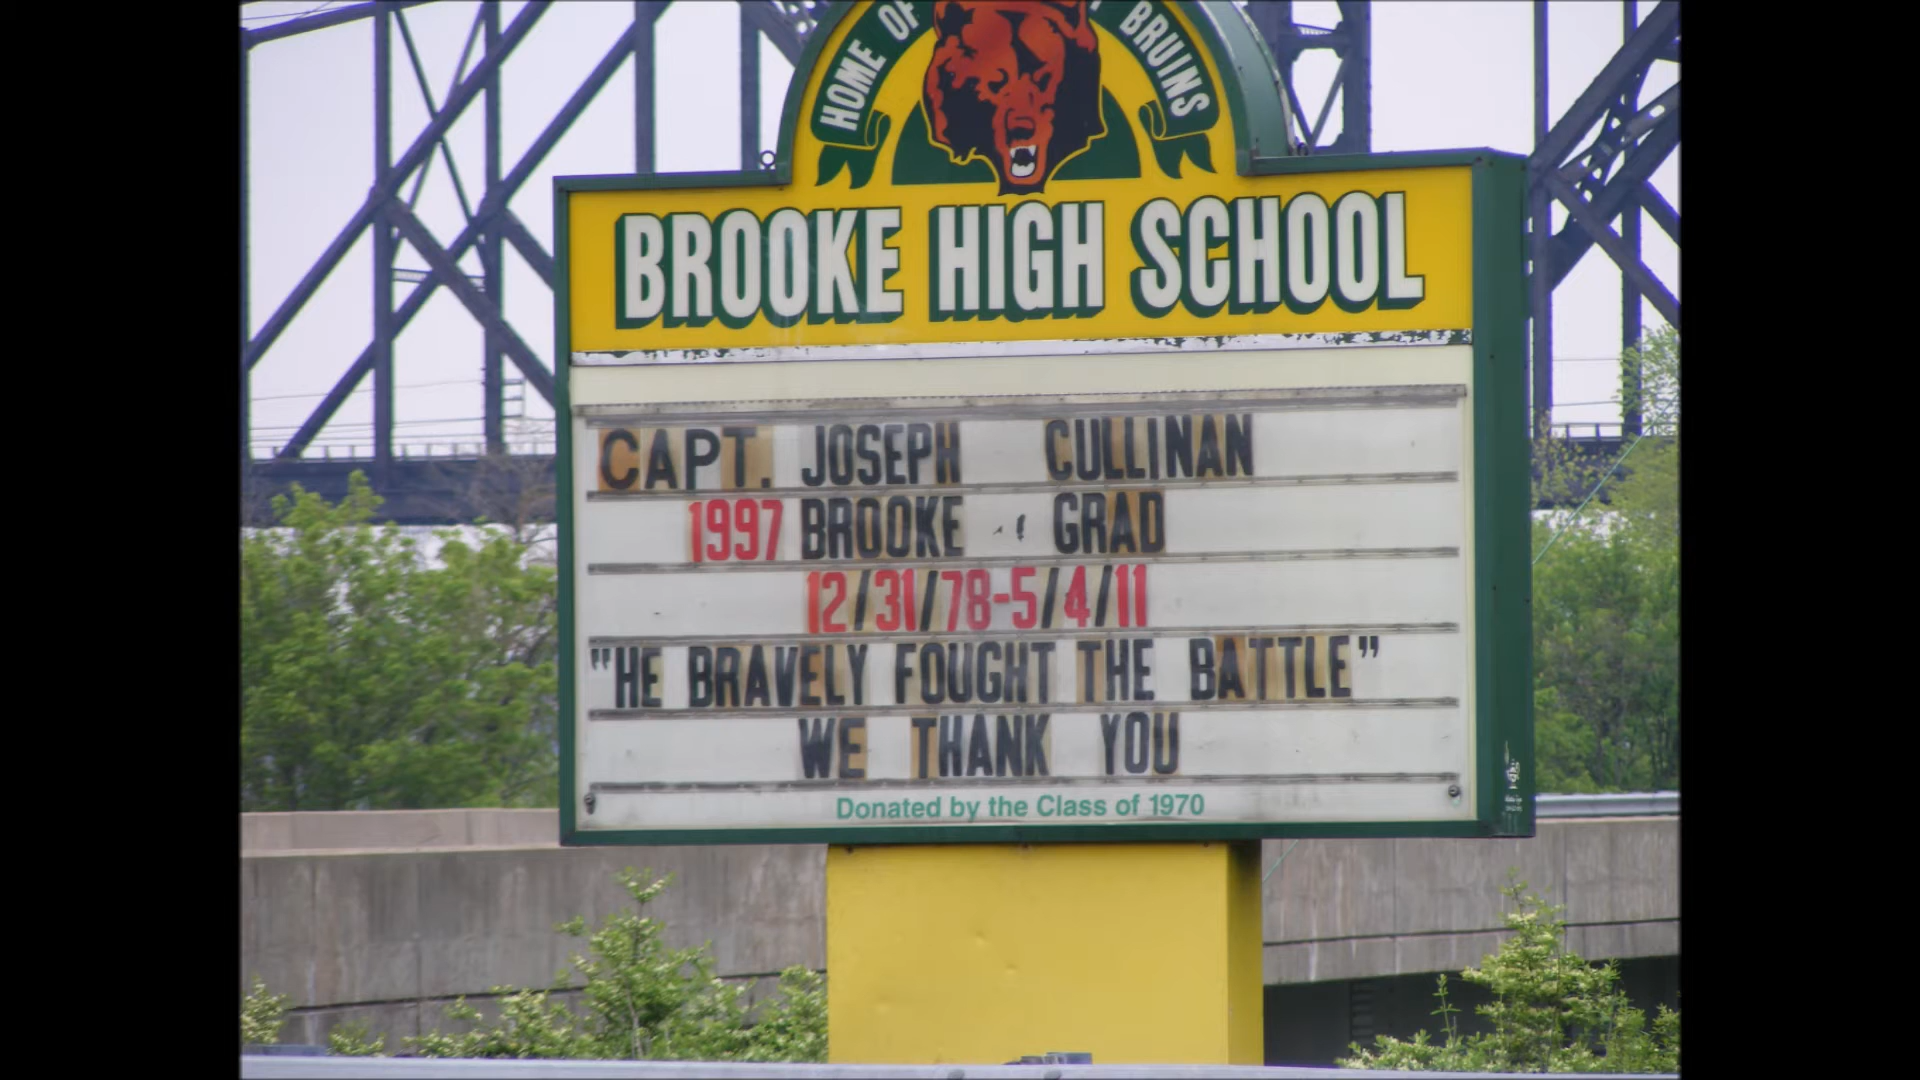 HOME OF
BRUINS
BROOKE HIGH SCHOOL
CAPT. JOSEPH CULLINAN
1997 BROOKE GRAD
12/31/78-5/4/11
"HE BRAVELY FOUGHT THE BATTLE"
WE THANK YOU
Donated by the Class of 1970